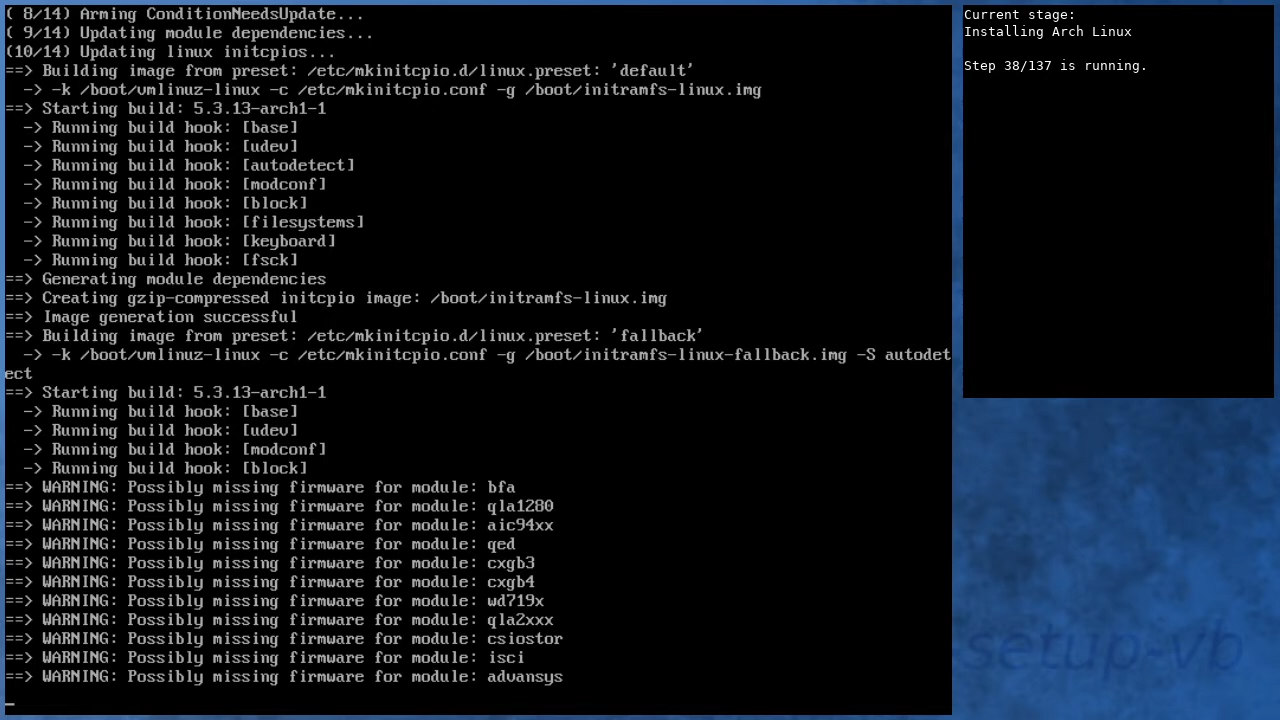 ( 8/14) Arming ConditionNeedsUpdate...
( 9/14) Updating module dependencies...
(10/14) Updating linux initcpios...
==> Building image from preset: /etc/mkinitcpio.d/linux.preset: 'default'
  -> -k /boot/vmlinuz-linux -c /etc/mkinitcpio.conf -g /boot/initramfs-linux.img
==> Starting build: 5.3.13-arch1-1
  -> Running build hook: [base]
  -> Running build hook: [udev]
  -> Running build hook: [autodetect]
  -> Running build hook: [modconf]
  -> Running build hook: [block]
  -> Running build hook: [filesystems]
  -> Running build hook: [keyboard]
  -> Running build hook: [fsck]
==> Generating module dependencies
==> Creating gzip-compressed initcpio image: /boot/initramfs-linux.img
==> Image generation successful
==> Building image from preset: /etc/mkinitcpio.d/linux.preset: 'fallback'
  -> -k /boot/vmlinuz-linux -c /etc/mkinitcpio.conf -g /boot/initramfs-linux-fallback.img -S autodet
ect
==> Starting build: 5.3.13-arch1-1
  -> Running build hook: [base]
  -> Running build hook: [udev]
  -> Running build hook: [modconf]
  -> Running build hook: [block]
==> WARNING: Possibly missing firmware for module: bfa
==> WARNING: Possibly missing firmware for module: qla1280
==> WARNING: Possibly missing firmware for module: aic94xx
==> WARNING: Possibly missing firmware for module: qed
==> WARNING: Possibly missing firmware for module: cxgb3
==> WARNING: Possibly missing firmware for module: cxgb4
==> WARNING: Possibly missing firmware for module: wd719x
==> WARNING: Possibly missing firmware for module: qla2xxx
==> WARNING: Possibly missing firmware for module: csiostor
==> WARNING: Possibly missing firmware for module: isci
==> WARNING: Possibly missing firmware for module: advansys
Current stage:
Installing Arch Linux
Step 38/137 is running.
setup-vb